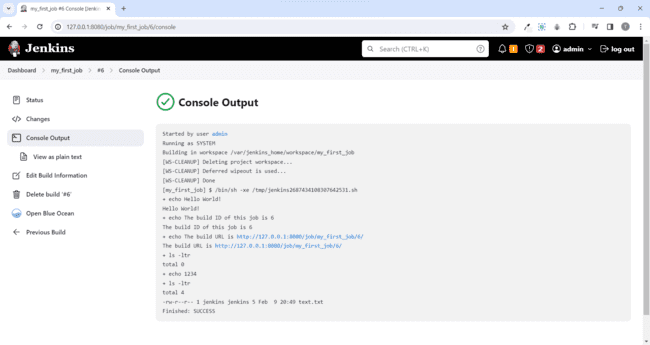 my_first_job #6 Console [Jenkins
127.0.0.1:8080/job/my_first_job/6/console
Jenkins
Search (CTRL+K)
1
2
admin
log out
Dashboard
my_first_job
#6
Console Output
Status
Changes
Console Output
View as plain text
Edit Build Information
Delete build '#6'
Open Blue Ocean
Previous Build
Console Output
Started by user admin
Running as SYSTEM
Building in workspace /var/jenkins_home/workspace/my_first_job
[WS-CLEANUP] Deleting project workspace...
[WS-CLEANUP] Deferred wipeout is used...
[WS-CLEANUP] Done
[my_first_job] $ /bin/sh -xe /tmp/jenkins2687434108307642531.sh
+ echo Hello World!
Hello World!
+ echo The build ID of this job is 6
The build ID of this job is 6
+ echo The build URL is http://127.0.0.1:8080/job/my_first_job/6/
The build URL is http://127.0.0.1:8080/job/my_first_job/6/
+ ls -ltr
total 0
+ echo 1234
+ ls -ltr
total 4
-rw-r--r-- 1 jenkins jenkins 5 Feb  9 20:49 text.txt
Finished: SUCCESS